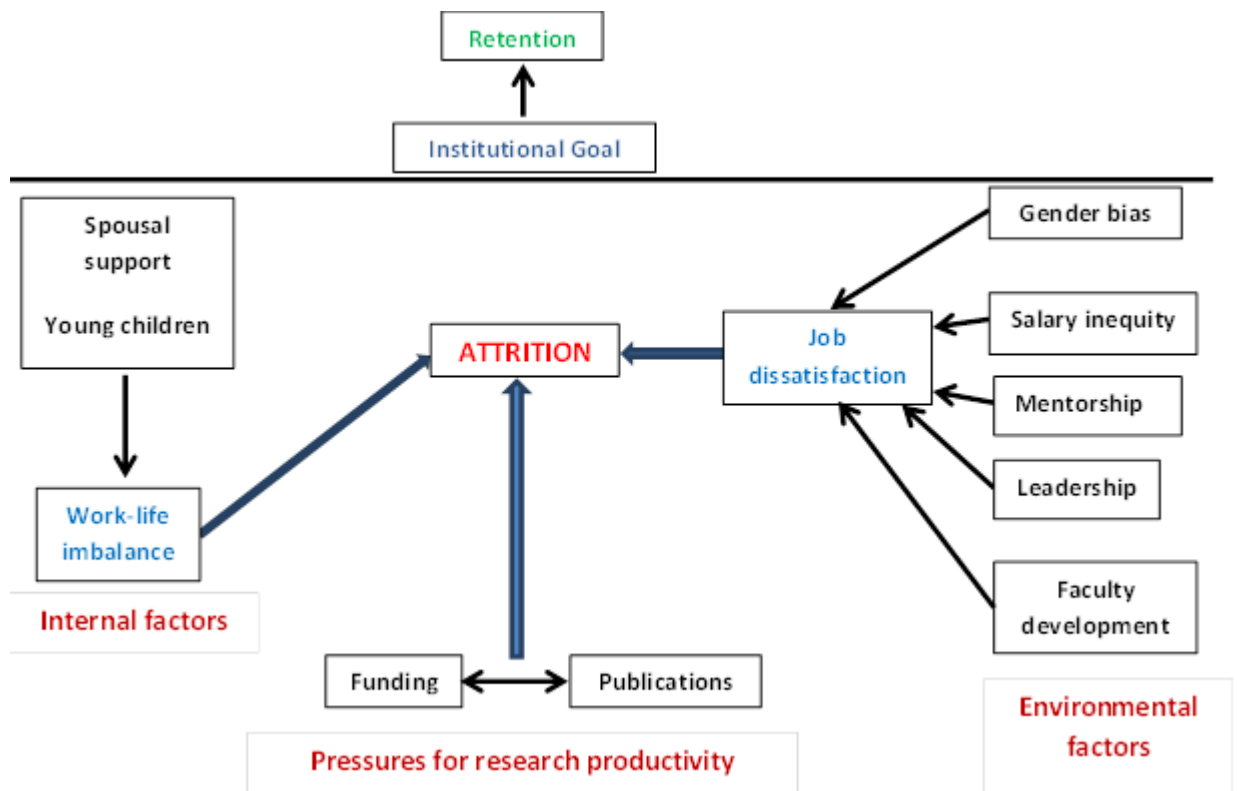 Retention
Institutional Goal
Spousal
support
Young children
Gender bias
Salary inequity
ATTRITION
Job
dissatisfaction
Mentorship
Leadership
Work-life
imbalance
Internal factors
Faculty
development
Funding
Publications
Environmental
factors
Pressures for research productivity